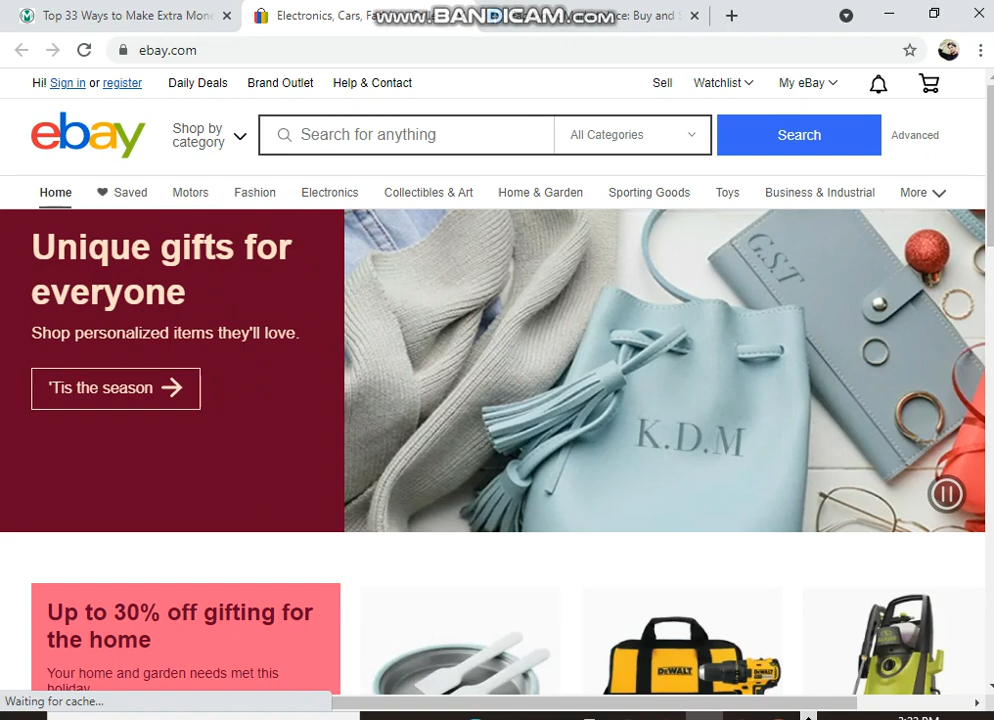 Top 33 Ways to Make Extra Mon
Electronics, Cars, Fa
www.BANDICAM.com
ce: Buy and
ebay.com
Hi! Sign in or register
Daily Deals
Brand Outlet
Help & Contact
Sell
Watchlist
My eBay
ebay
Shop by
category
Search for anything
All Categories
Search
Advanced
Home
Saved
Motors
Fashion
Electronics
Collectibles & Art
Home & Garden
Sporting Goods
Toys
Business & Industrial
More
Unique gifts for
everyone
Shop personalized items they'll love.
'Tis the season
G.S.T
K.D.M
Up to 30% off gifting for
the home
Your home and garden needs met this
holiday
DEWALT
Waiting for cache...